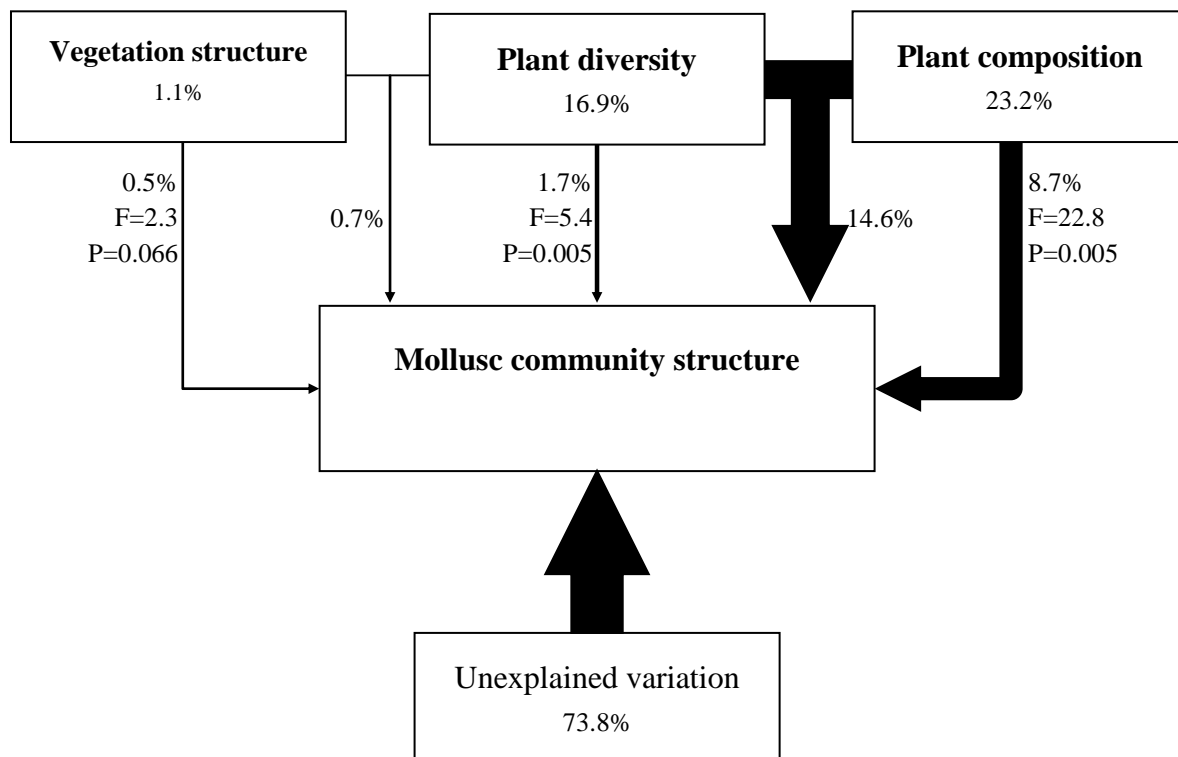 Vegetation structure
1.1%
Plant diversity
16.9%
Plant composition
23.2%
0.5%
F=2.3
P=0.066
0.7%
1.7%
F=5.4
P=0.005
14.6%
8.7%
F=22.8
P=0.005
Mollusc community structure
Unexplained variation
73.8%